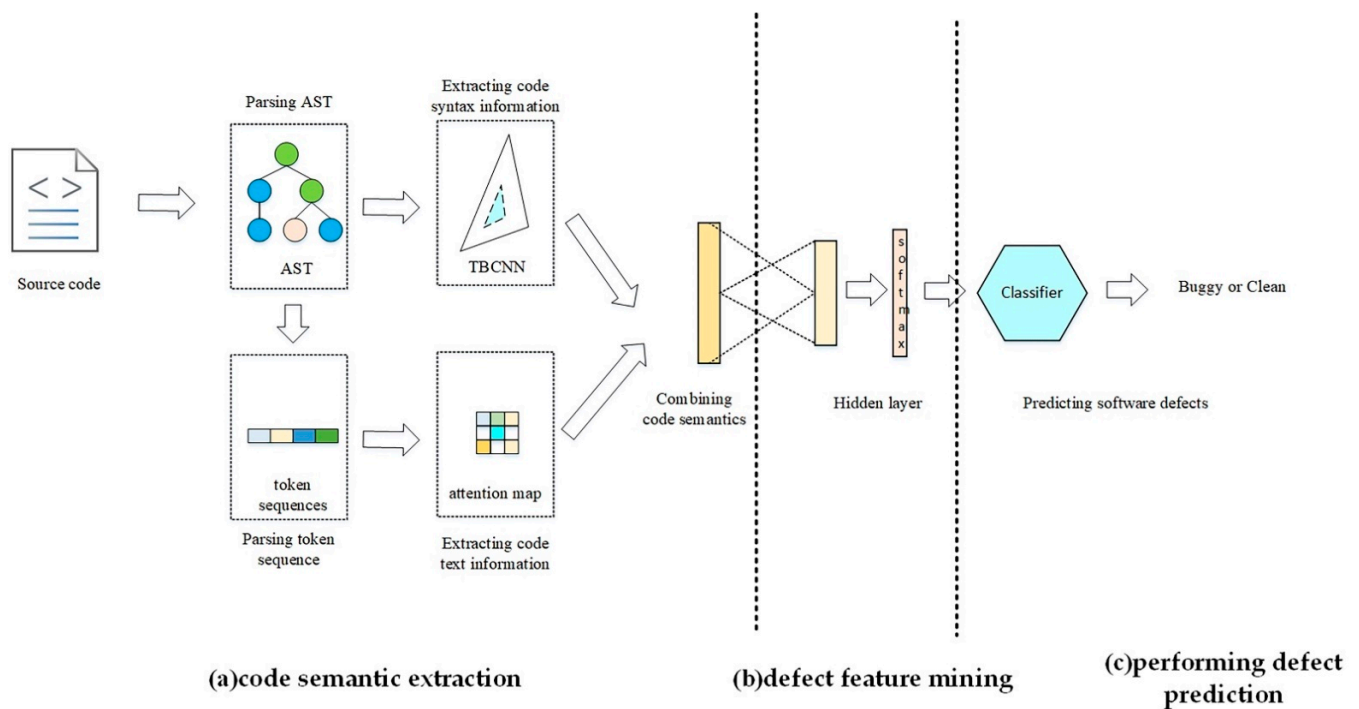 Source code
Parsing AST
AST
Extracting code
syntax information
TBCNN
token
sequences
Parsing token
sequence
attention map
Extracting code
text information
Combining
code semantics
softmax
Hidden layer
Classifier
Predicting software defects
Buggy or Clean
(a)code semantic extraction
(b)defect feature mining
(c)performing defect
prediction